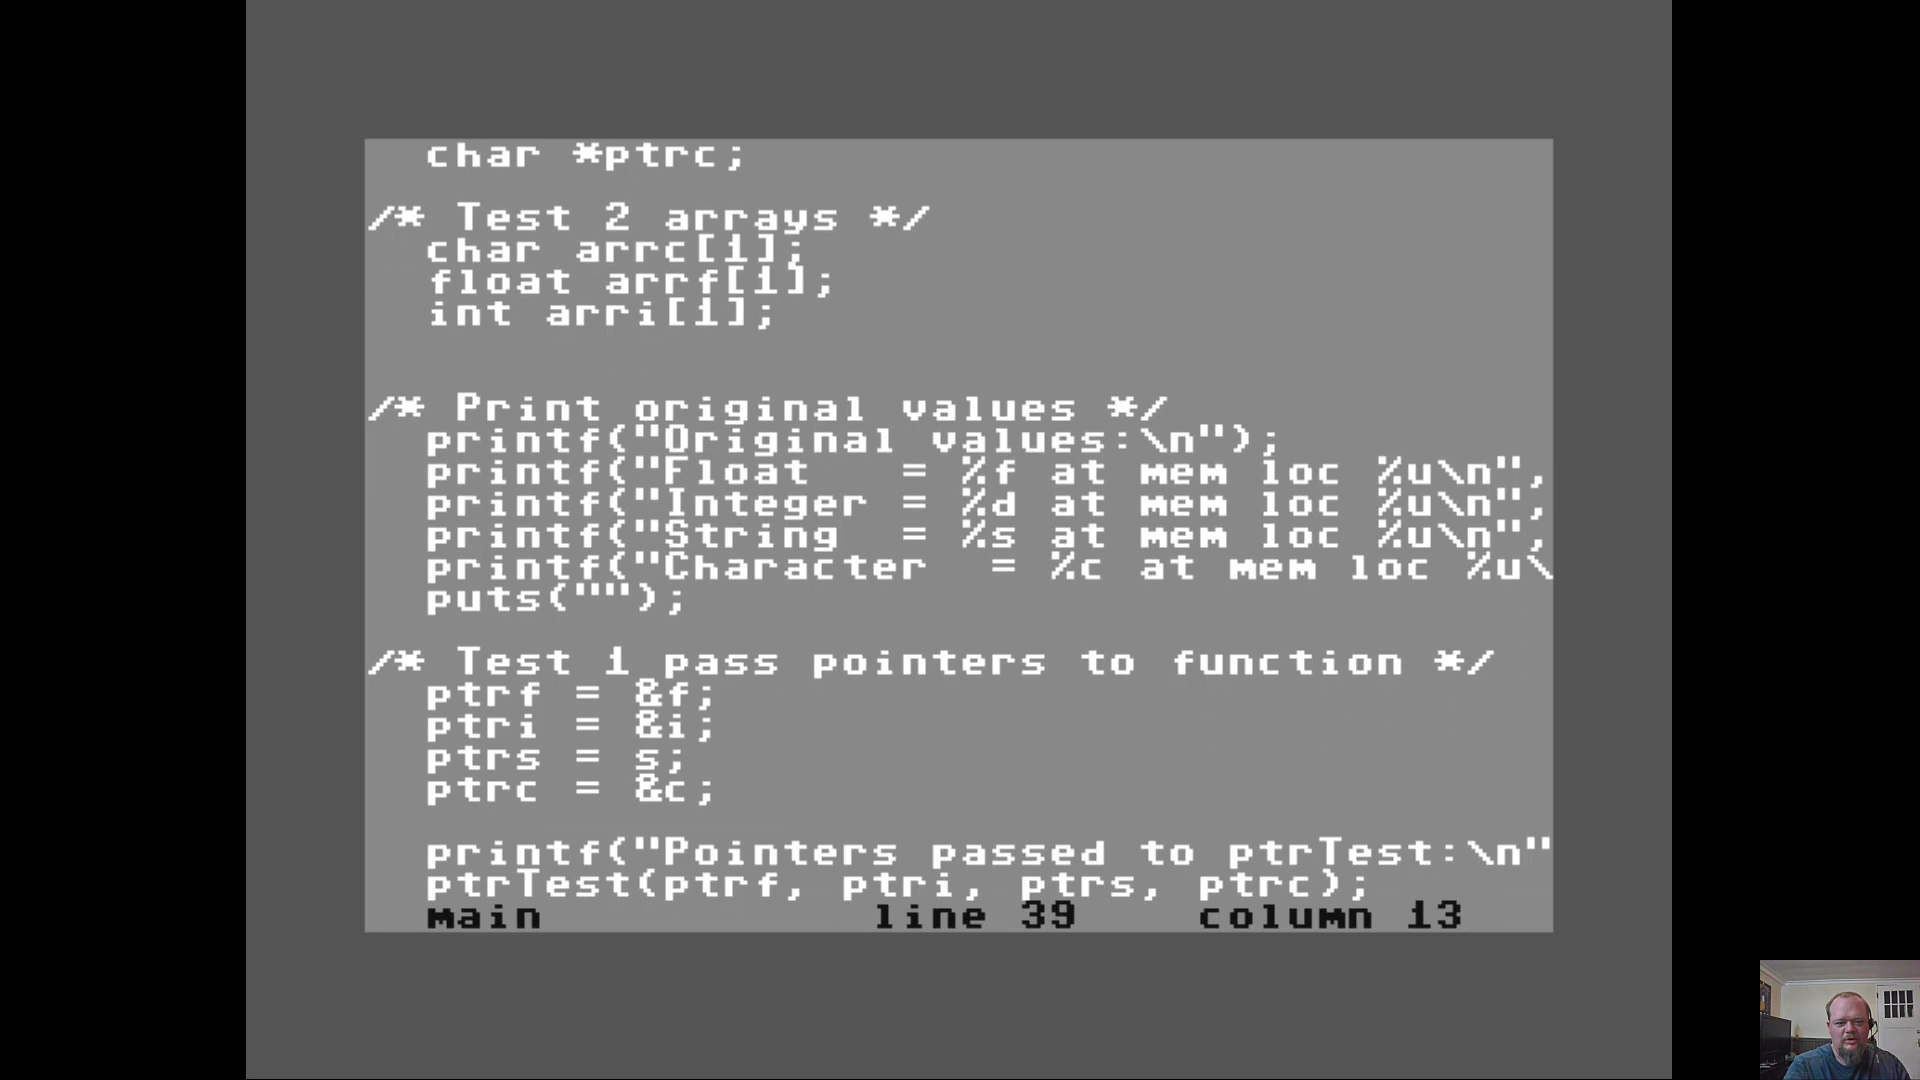 char *ptrc;
/* Test 2 arrays */
char arrc[1];
float arrf[1];
int arri[1];
/* Print original values */
printf("Original values:\n");
printf("Float   = %f at mem loc %u\n",
printf("Integer = %d at mem loc %u\n",
printf("String  = %s at mem loc %u\n",
printf("Character  = %c at mem loc %u\
puts("");
/* Test 1 pass pointers to function */
ptrf = &f;
ptri = &i;
ptrs = s;
ptrc = &c;
printf("Pointers passed to ptrTest:\n"
ptrTest(ptrf, ptri, ptrs, ptrc);
main line 39 column 13